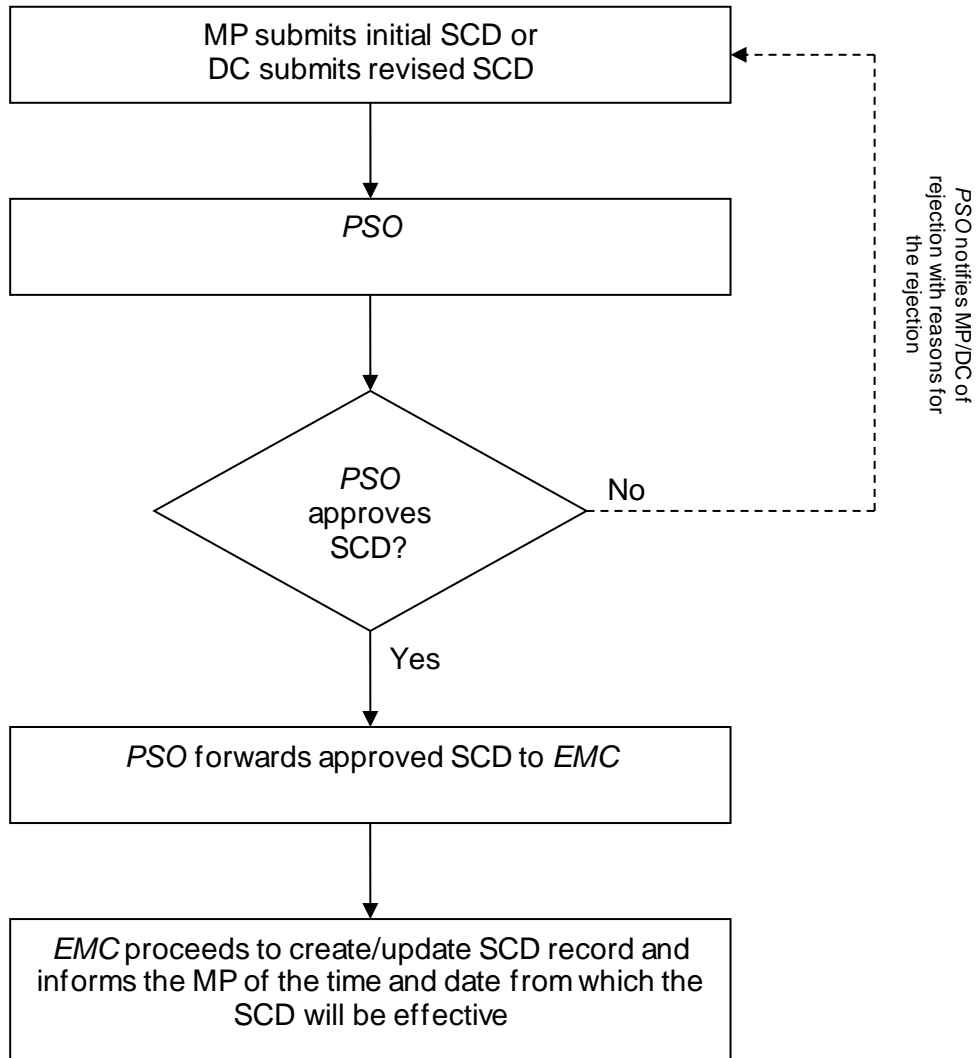 MP submits initial SCD or
DC submits revised SCD
PSO
PSO notifies MP/DC of
rejection with reasons for
the rejection
PSO
approves
SCD?
No
Yes
PSO forwards approved SCD to EMC
EMC proceeds to create/update SCD record and
informs the MP of the time and date from which the
SCD will be effective